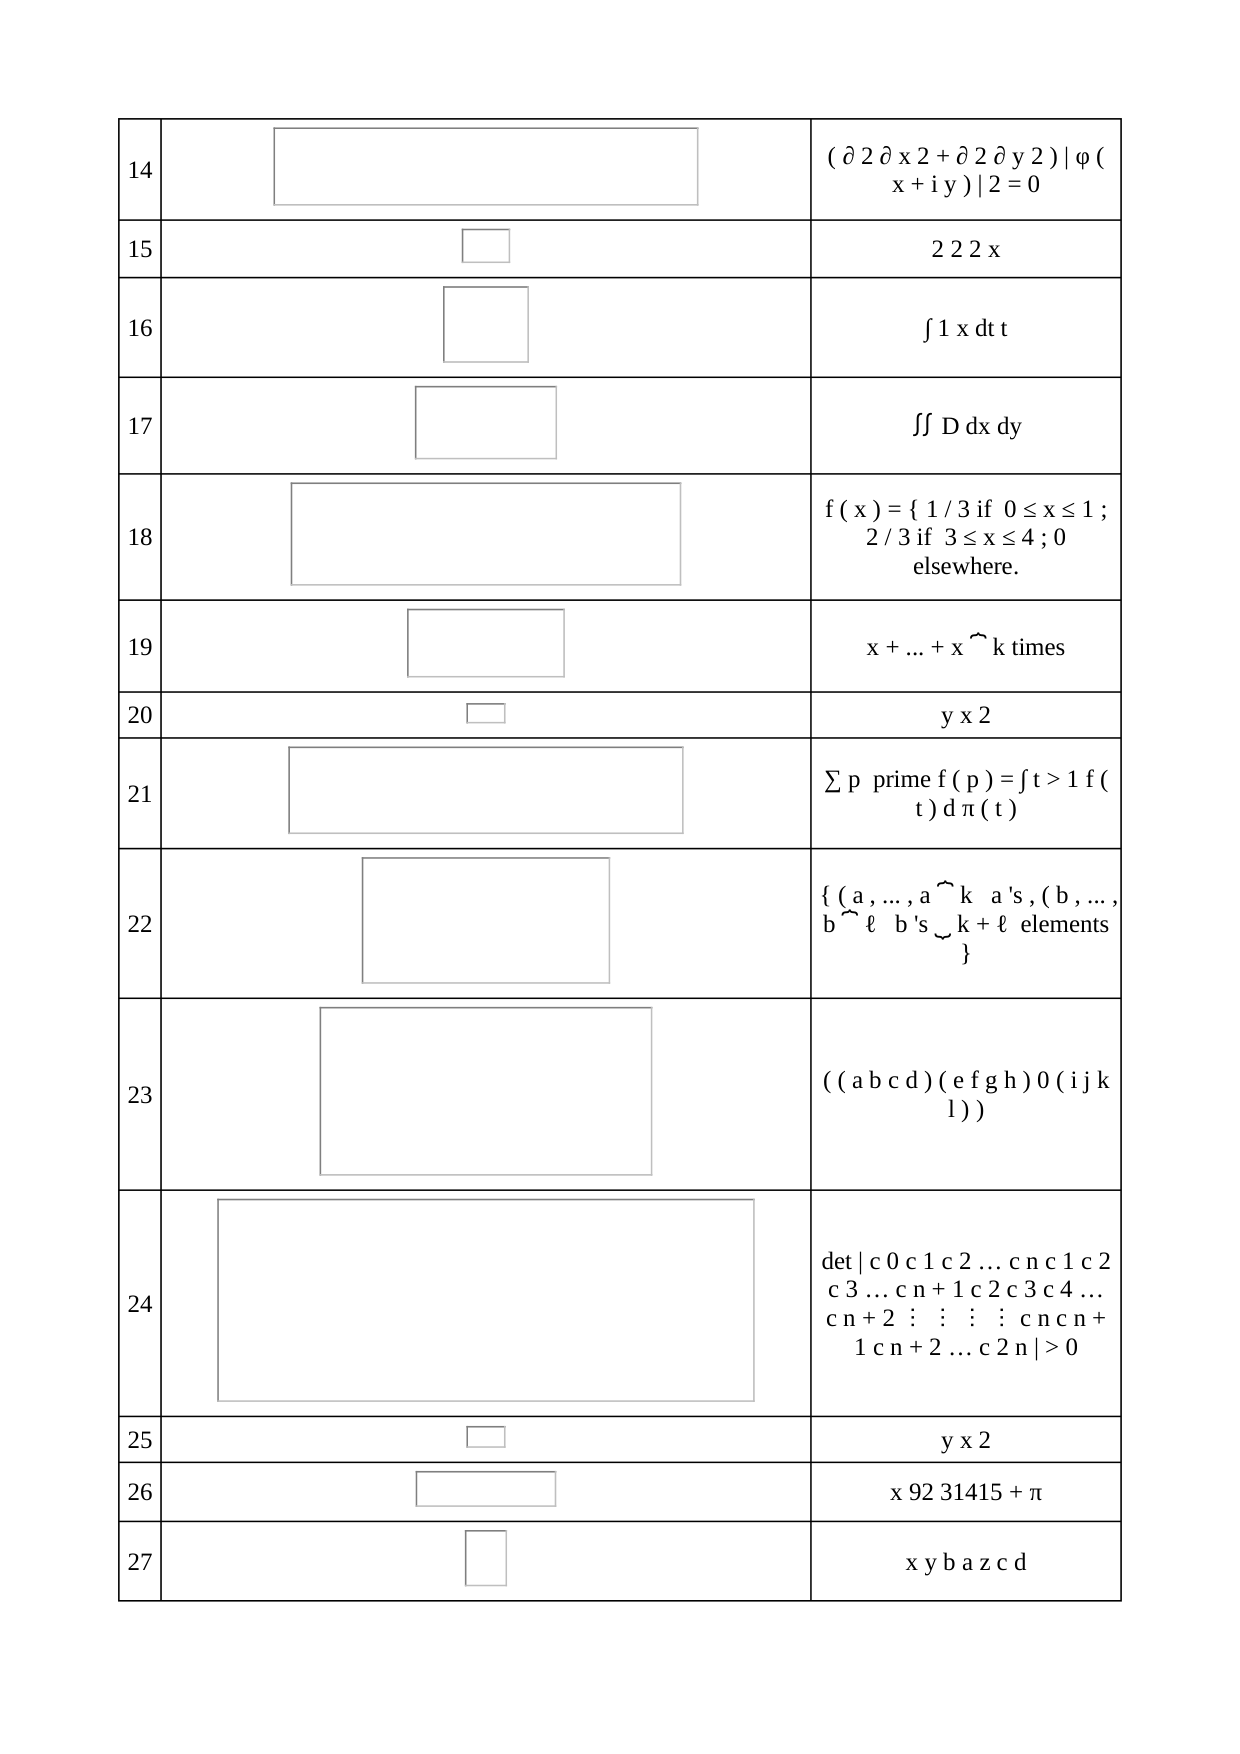 14
( ∂ 2 ∂ x 2 + ∂ 2 ∂ y 2 ) | φ (
x + i y ) | 2 = 0
15
2 2 2 x
16
∫ 1 x dt t
17
∬ D dx dy
18
f ( x ) = { 1 / 3 if 0 ≤ x ≤ 1 ;
2 / 3 if 3 ≤ x ≤ 4 ; 0
elsewhere.
19
x + ... + x ⏞ k times
20
y x 2
21
∑ p prime f ( p ) = ∫ t > 1 f (
t ) d π ( t )
22
{ ( a , ... , a ⏞ k a 's , ( b , ... ,
b ⏞ ℓ b 's ⏟ k + ℓ elements
}
23
( ( a b c d ) ( e f g h ) 0 ( i j k
l ) )
24
det | c 0 c 1 c 2 … c n c 1 c 2
c 3 … c n + 1 c 2 c 3 c 4 …
c n + 2 ⋮ ⋮ ⋮ ⋮ c n c n +
1 c n + 2 … c 2 n | > 0
25
y x 2
26
x 92 31415 + π
27
x y b a z c d